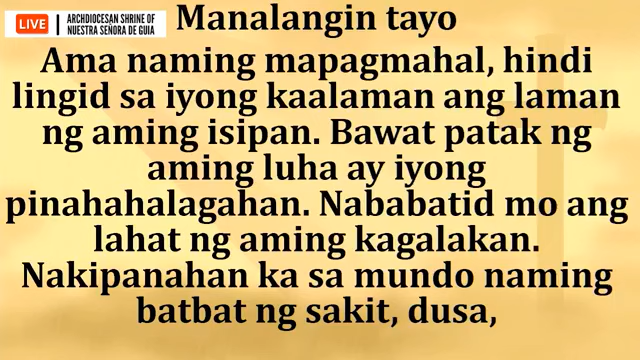 LIVE
ARCHDIOCESAN SHRINE OF
NUESTRA SEÑORA DE GUIA
Manalangin tayo
Ama naming mapagmahal, hindi
lingid sa iyong kaalaman ang laman
ng aming isipan. Bawat patak ng
aming luha ay iyong
pinahahalagahan. Nababatid mo ang
lahat ng aming kagalakan.
Nakipanahan ka sa mundo naming
batbat ng sakit, dusa,